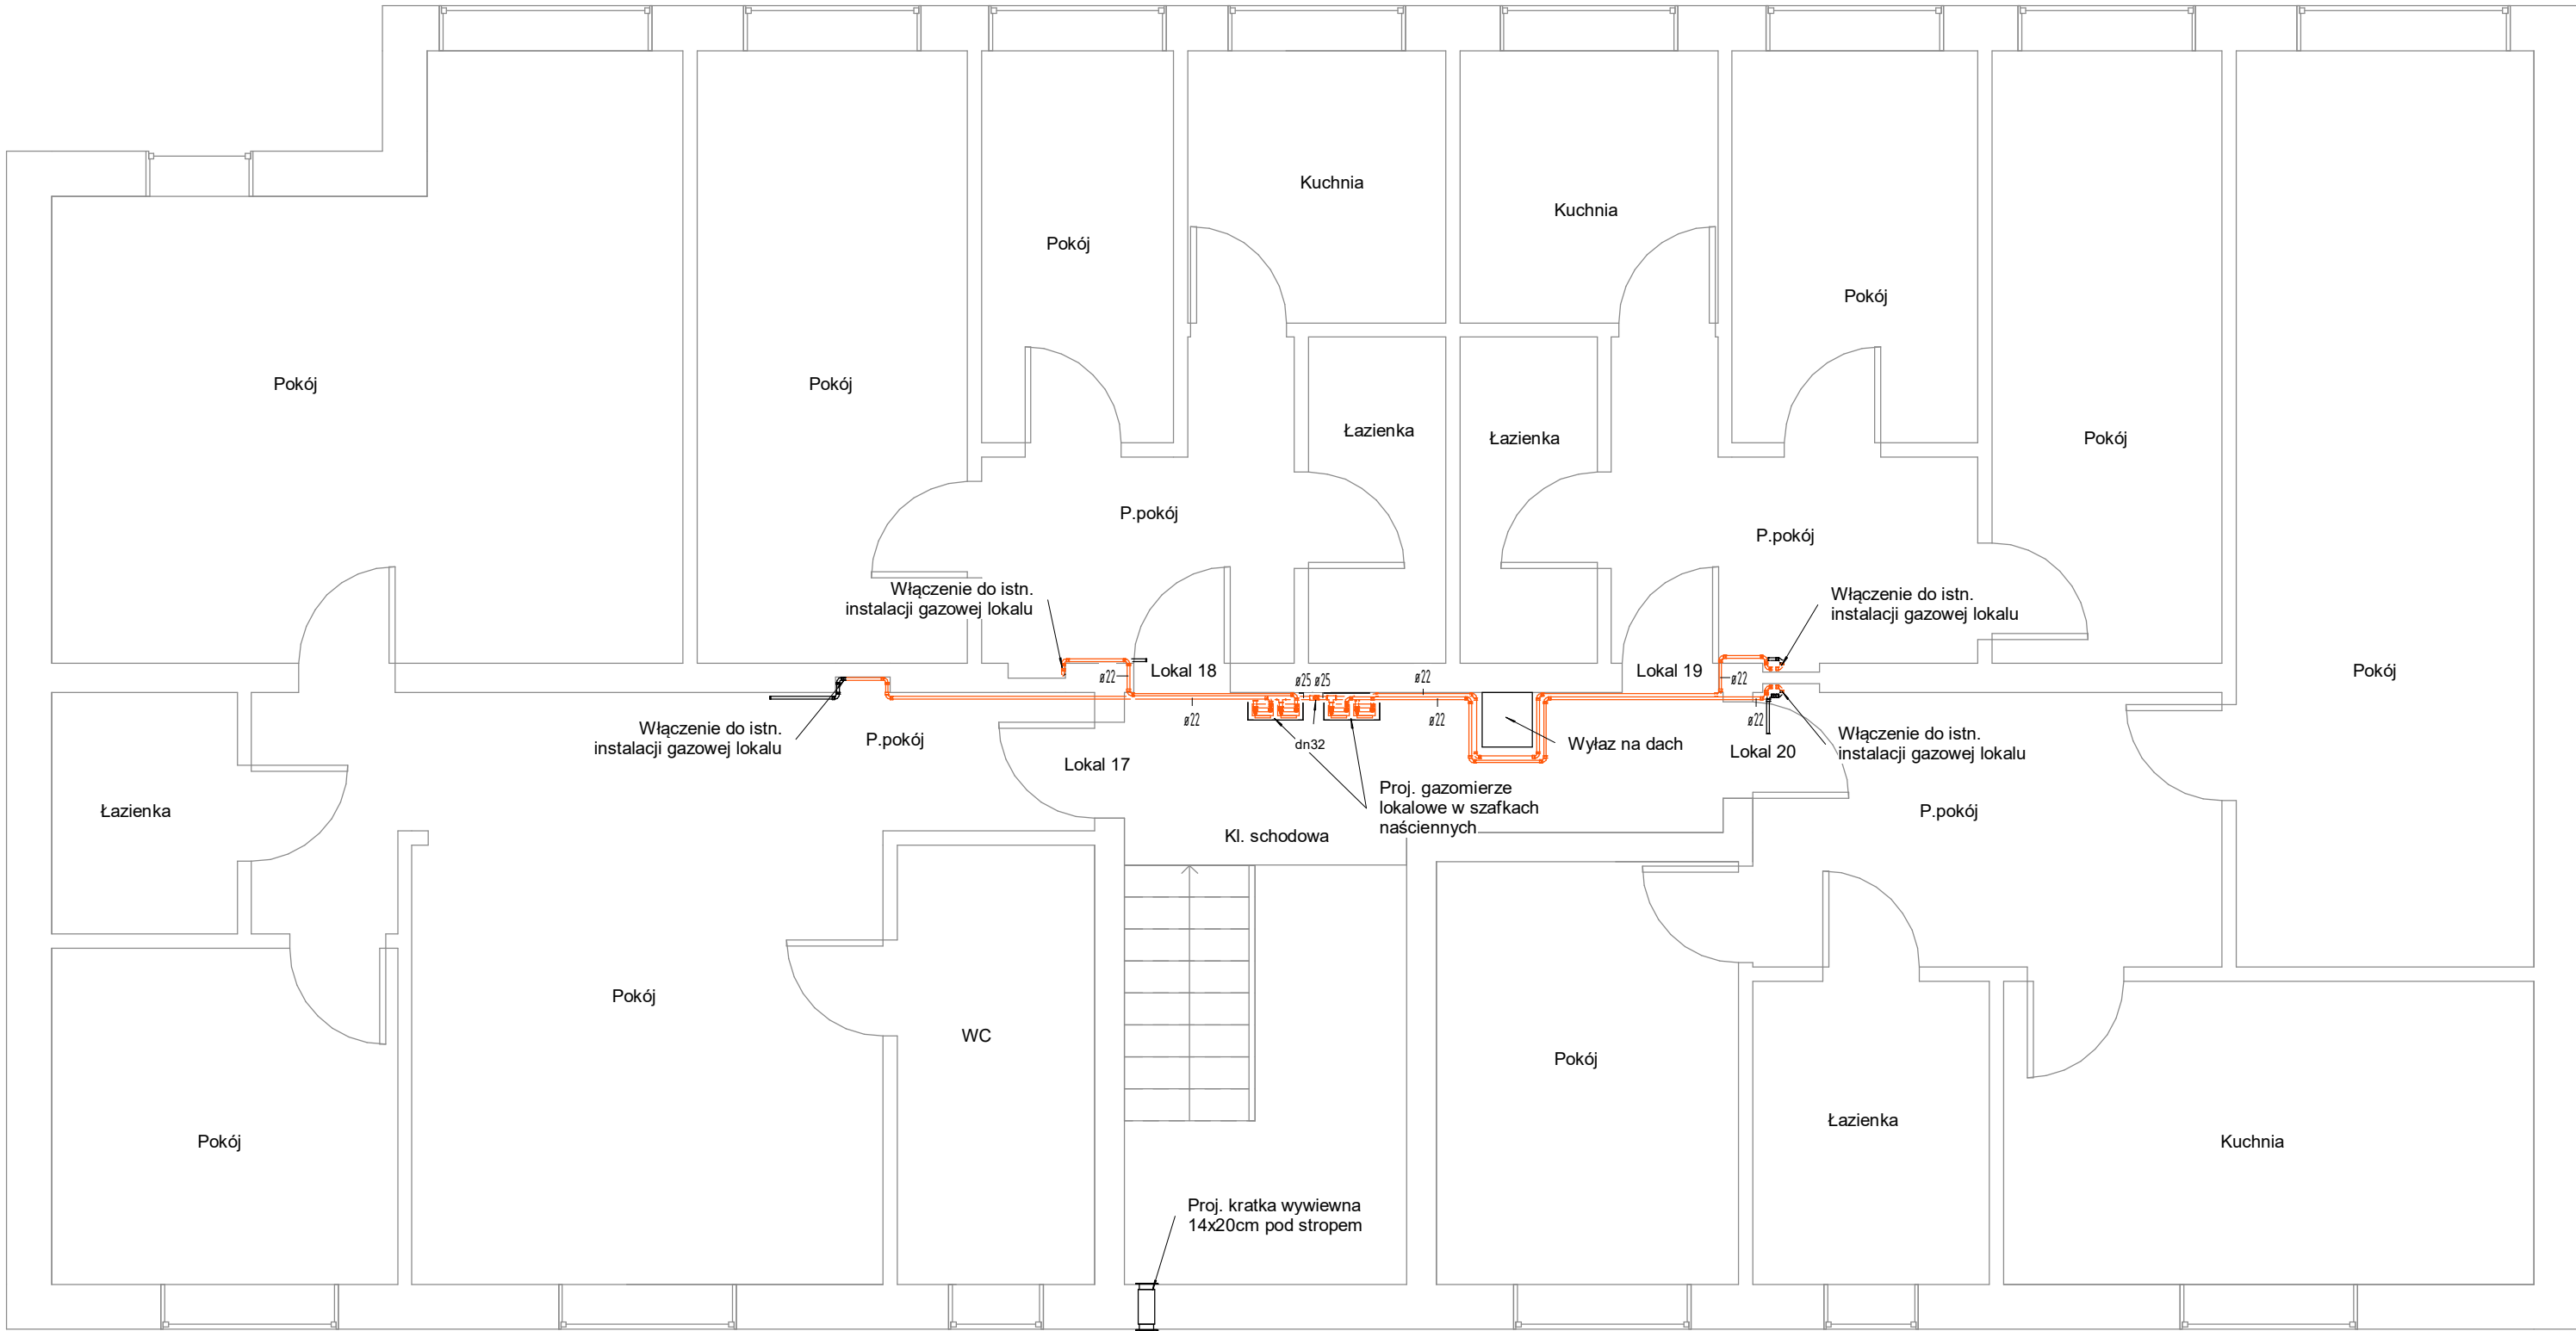 Kuchnia
Kuchnia
Pokój
Pokój
Pokój
Pokój
Łazienka
Łazienka
Pokój
P.pokój
P.pokój
Włączenie do istn.
instalacji gazowej lokalu
Włączenie do istn.
instalacji gazowej lokalu
Lokal 18
Lokal 19
Pokój
ø22
ø25 ø25
ø22
ø22
ø22
ø22
ø22
Włączenie do istn.
instalacji gazowej lokalu
P.pokój
dn32
Wyłaz na dach
Włączenie do istn.
instalacji gazowej lokalu
Lokal 17
Lokal 20
Proj. gazomierze
lokalowe w szafkach
naściennych
Łazienka
P.pokój
Kl. schodowa
Pokój
WC
Pokój
Łazienka
Pokój
Kuchnia
Proj. kratka wywiewna
14x20cm pod stropem